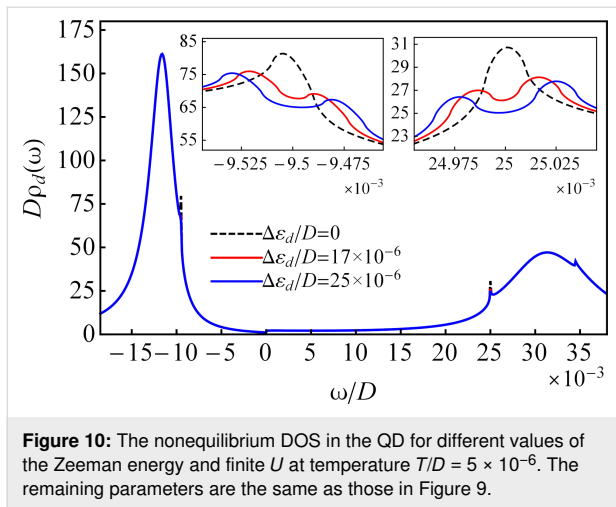 175
150
125
100
75
50
25
0
Dρ_d(ω)
85
75
65
55
−9.525 −9.5 −9.475
×10⁻³
31
29
27
25
23
24.975 25 25.025
×10⁻³
Δε_d/D=0
Δε_d/D=17×10⁻⁶
Δε_d/D=25×10⁻⁶
−15 −10 −5 0 5 10 15 20 25 30 35
×10⁻³
ω/D
Figure 10: The nonequilibrium DOS in the QD for different values of
the Zeeman energy and finite U at temperature T/D = 5 × 10⁻⁶. The
remaining parameters are the same as those in Figure 9.